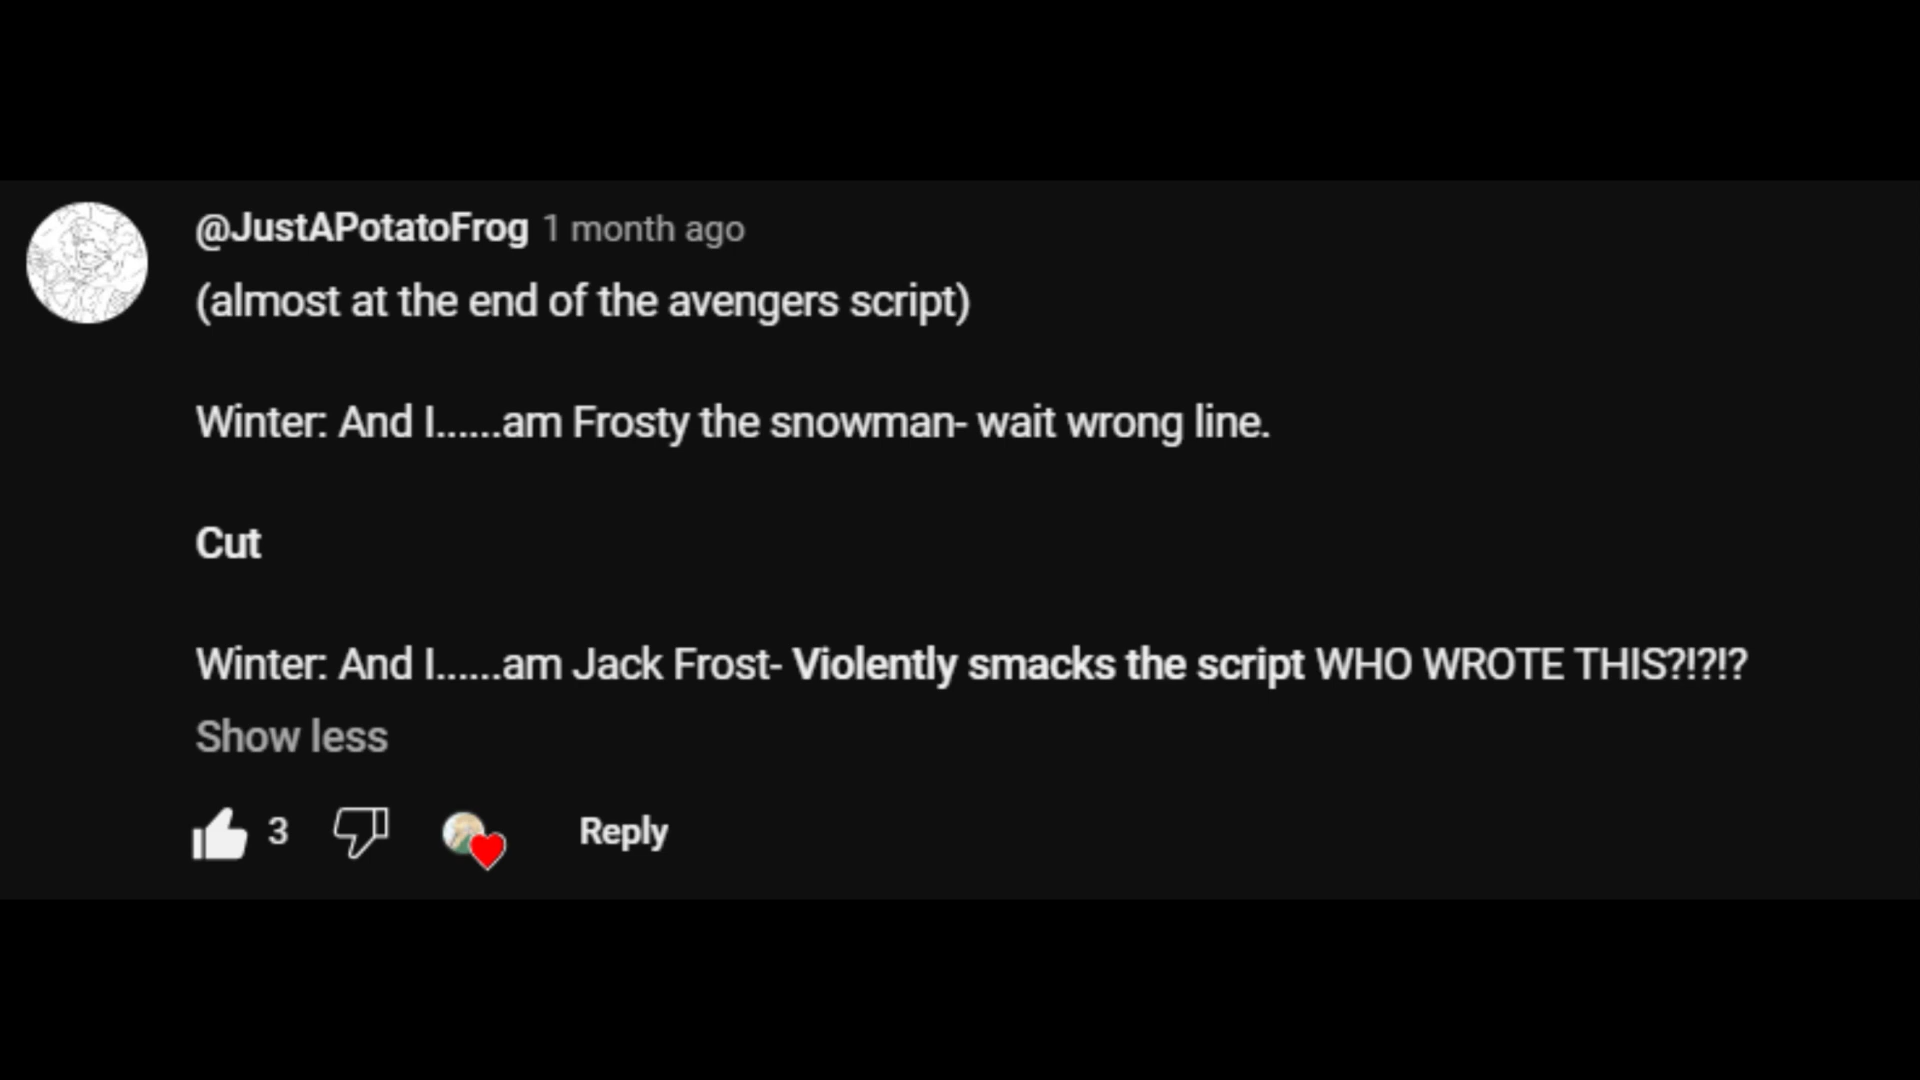 @JustAPotatoFrog 1 month ago
(almost at the end of the avengers script)
Winter: And I......am Frosty the snowman- wait wrong line.
Cut
Winter: And I......am Jack Frost- Violently smacks the script WHO WROTE THIS?!?!?
Show less
3
Reply